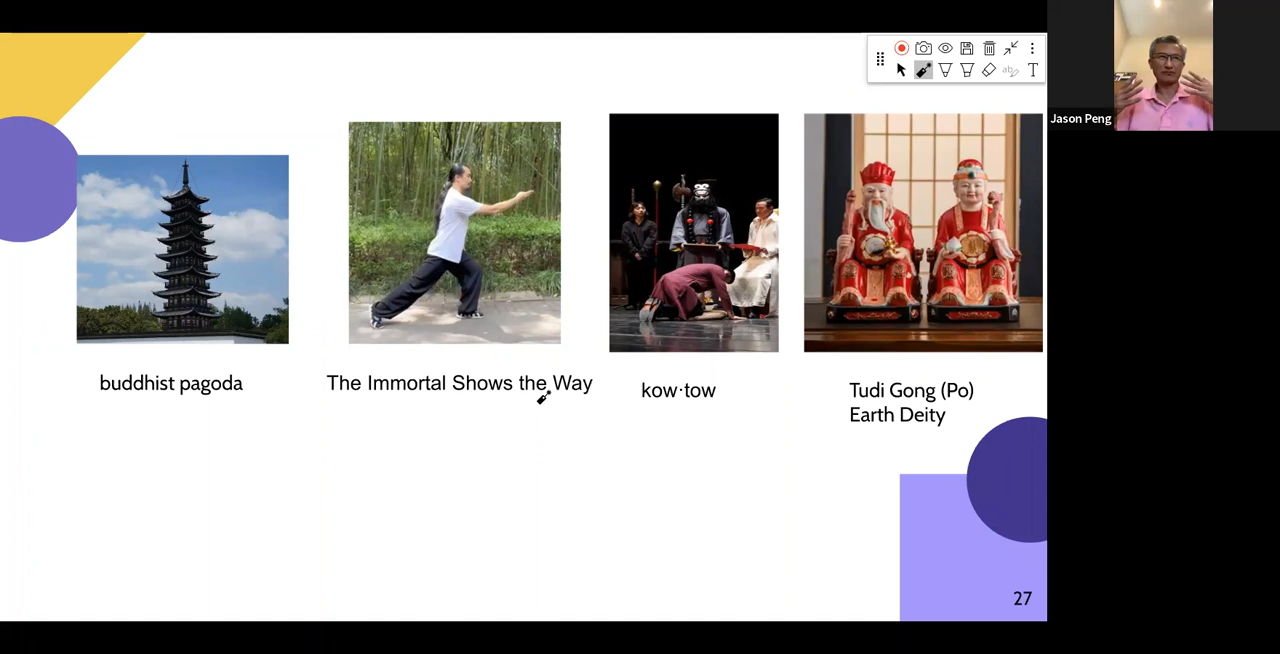 Jason Peng
buddhist pagoda
The Immortal Shows the Way
kow·tow
Tudi Gong (Po)
Earth Deity
27